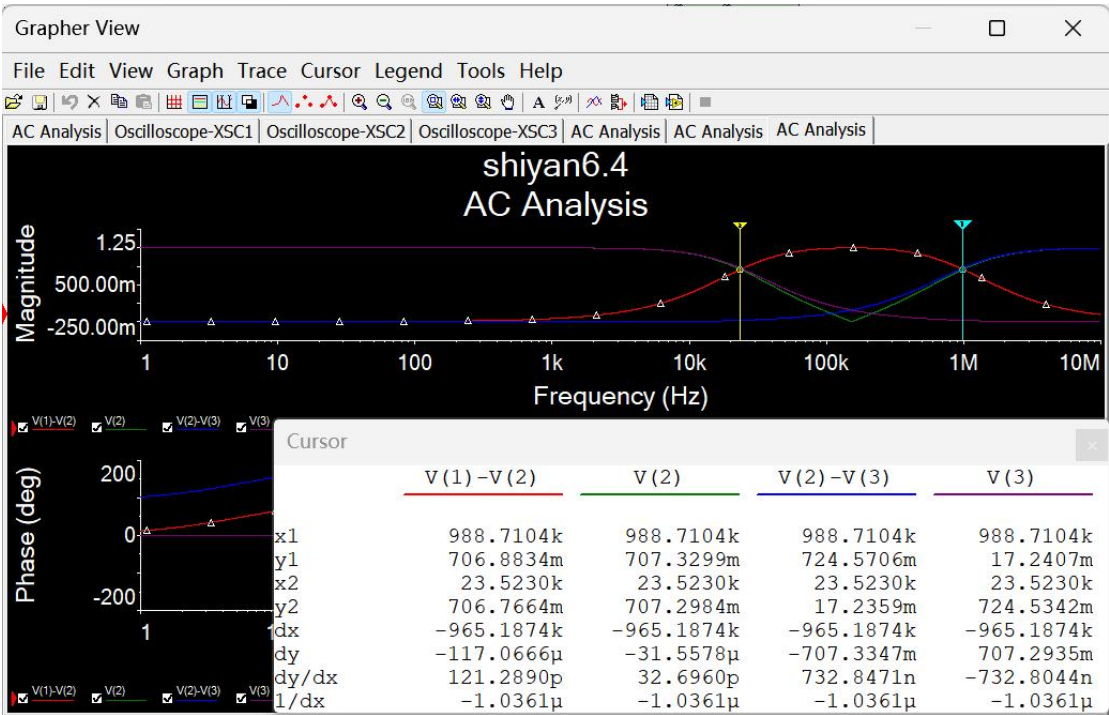 Grapher View
File Edit View Graph Trace Cursor Legend Tools Help
AC Analysis Oscilloscope-XSC1 Oscilloscope-XSC2 Oscilloscope-XSC3 AC Analysis AC Analysis AC Analysis
shiyan6.4
AC Analysis
Magnitude
1.25
500.00m
-250.00m
1 10 100 1k 10k 100k 1M 10M
Frequency (Hz)
V(1)-V(2) V(2) V(2)-V(3) V(3)
Phase (deg)
200
0
-200
1 1
V(1)-V(2) V(2) V(2)-V(3) V(3)
Cursor
V(1)-V(2) V(2) V(2)-V(3) V(3)
x1 988.7104k 988.7104k 988.7104k 988.7104k
y1 706.8834m 707.3299m 724.5706m 17.2407m
x2 23.5230k 23.5230k 23.5230k 23.5230k
y2 706.7664m 707.2984m 17.2359m 724.5342m
dx -965.1874k -965.1874k -965.1874k -965.1874k
dy -117.0666µ -31.5578µ -707.3347m 707.2935m
dy/dx 121.2890p 32.6960p 732.8471n -732.8044n
1/dx -1.0361µ -1.0361µ -1.0361µ -1.0361µ